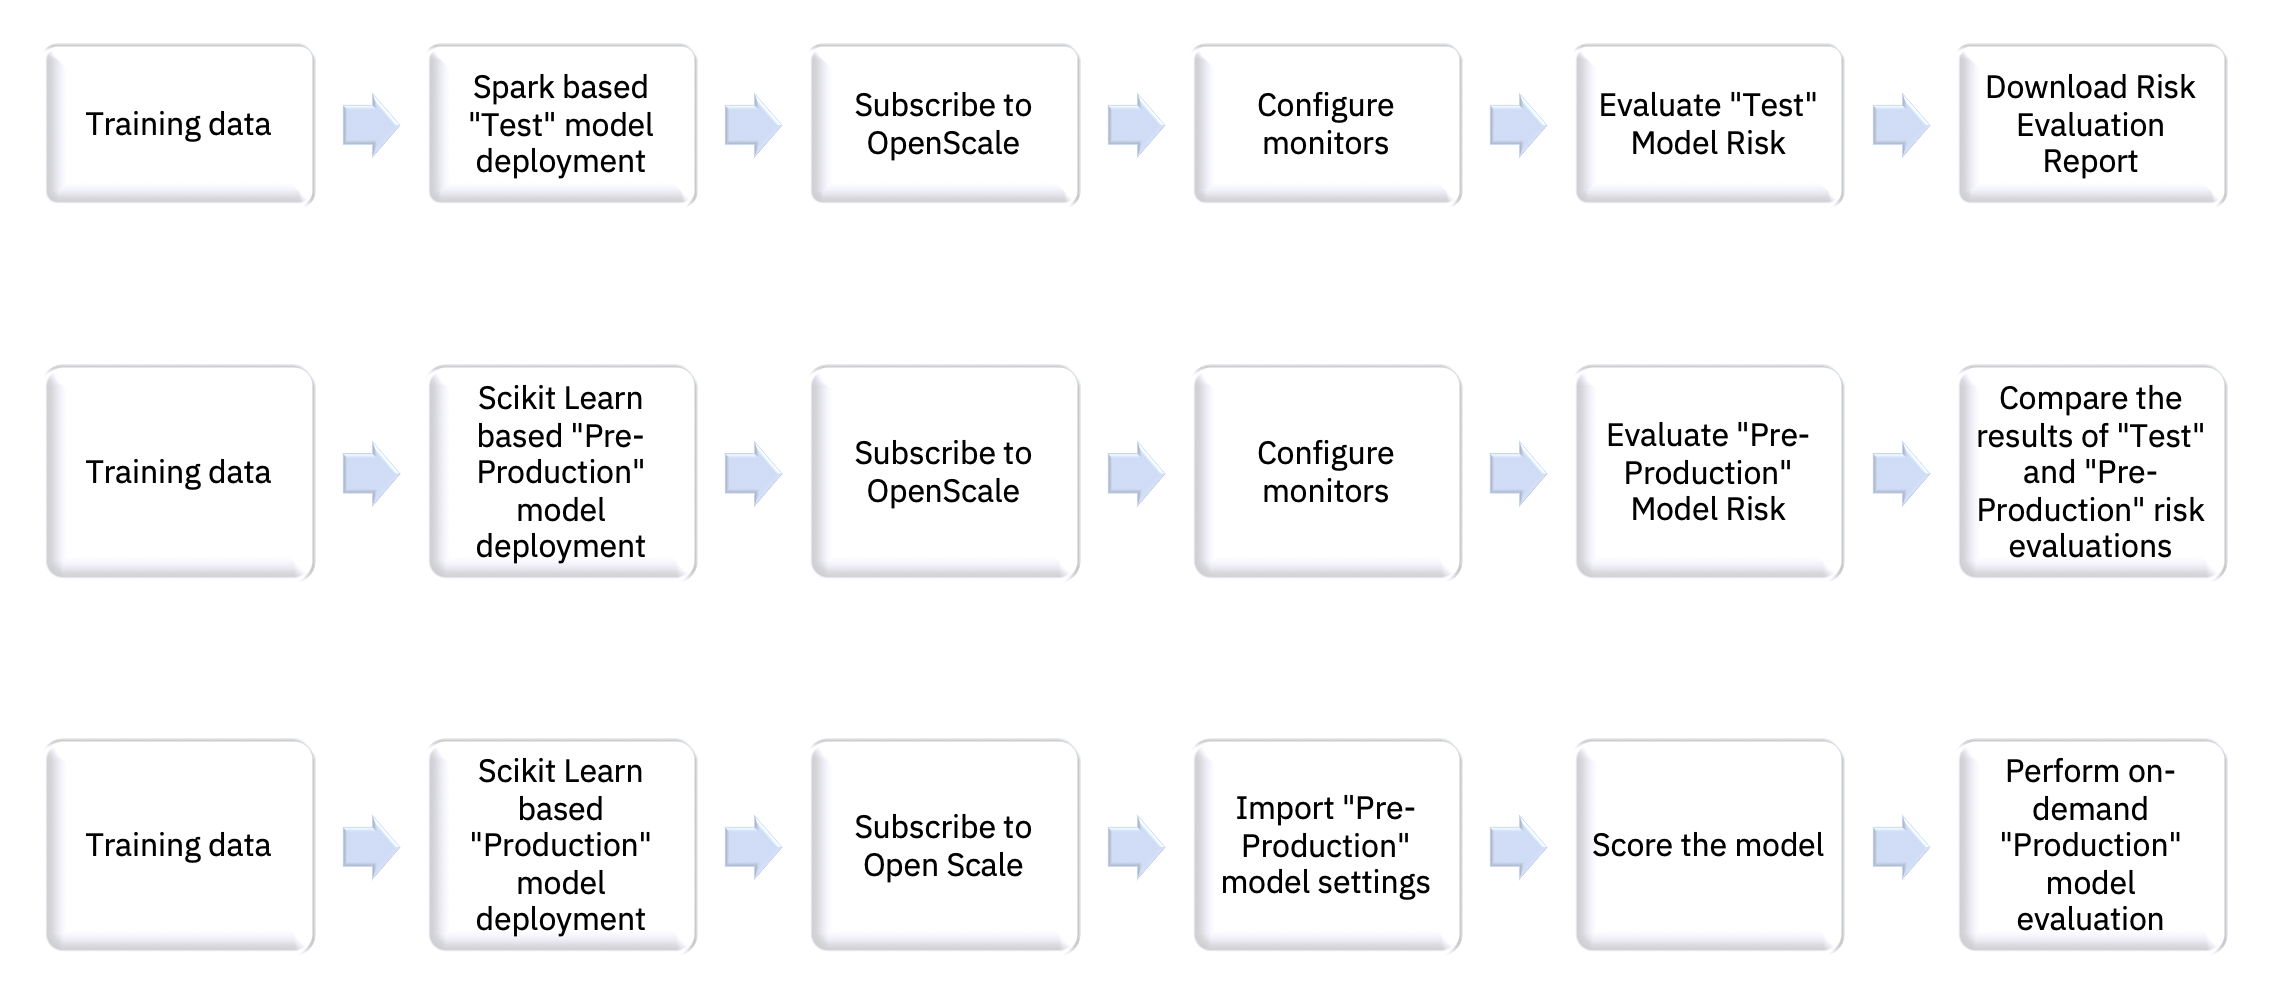 Training data
Spark based
"Test" model
deployment
Subscribe to
OpenScale
Configure
monitors
Evaluate "Test"
Model Risk
Download Risk
Evaluation
Report
Training data
Scikit Learn
based "Pre-
Production"
model
deployment
Subscribe to
OpenScale
Configure
monitors
Evaluate "Pre-
Production"
Model Risk
Compare the
results of "Test"
and "Pre-
Production" risk
evaluations
Training data
Scikit Learn
based
"Production"
model
deployment
Subscribe to
Open Scale
Import "Pre-
Production"
model settings
Score the model
Perform on-
demand
"Production"
model
evaluation